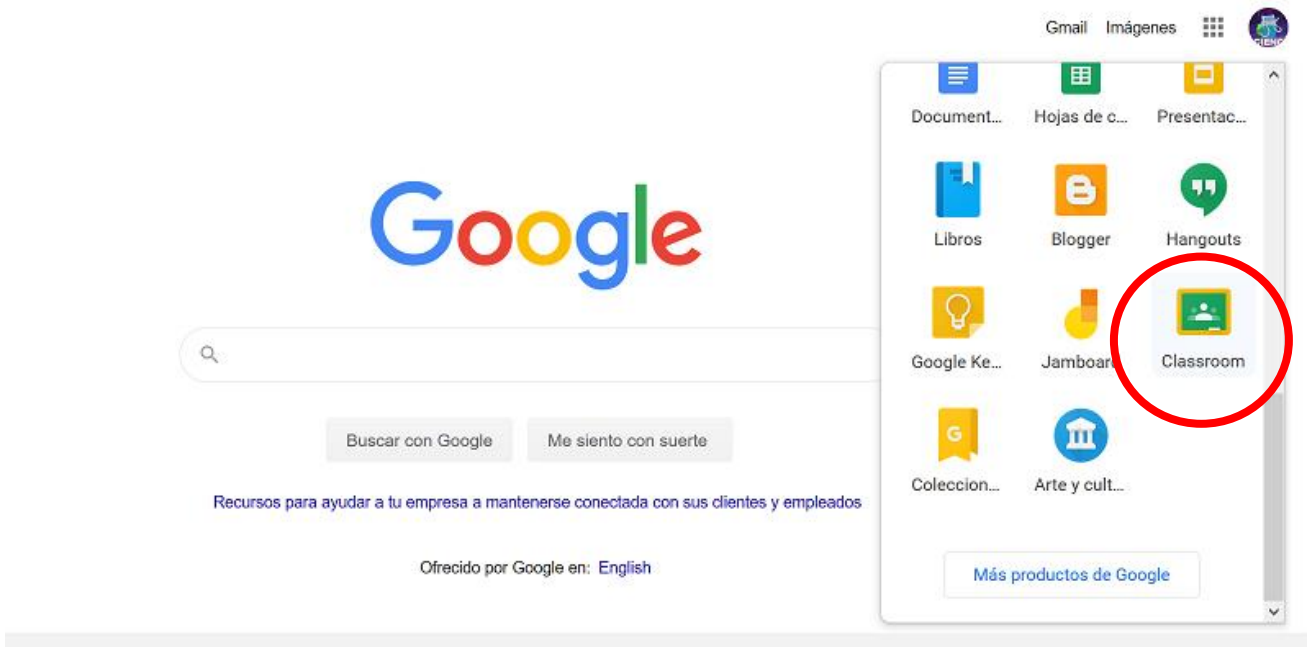 Gmail Imágenes
Document... Hojas de c... Presentac...
Libros Blogger Hangouts
Google Ke... Jamboar Classroom
G
Coleccion... Arte y cult...
Más productos de Google
Google
Buscar con Google Me siento con suerte
Recursos para ayudar a tu empresa a mantenerse conectada con sus clientes y empleados
Ofrecido por Google en: English